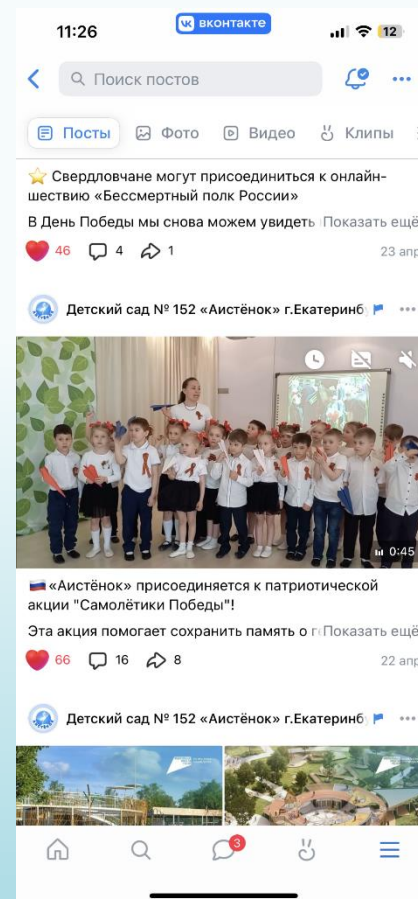 11:26
вконтакте
12
Поиск постов
Посты Фото Видео Клипы
Свердловчане могут присоединиться к онлайн-
шествию «Бессмертный полк России»
В День Победы мы снова можем увидеть Показать ещё
46 4 1 23 апр
Детский сад № 152 «Аистёнок» г.Екатеринб
0:45
«Аистёнок» присоединяется к патриотической
акции "Самолётики Победы"!
Эта акция помогает сохранить память о г Показать ещё
66 16 8 22 апр
Детский сад № 152 «Аистёнок» г.Екатеринб
3